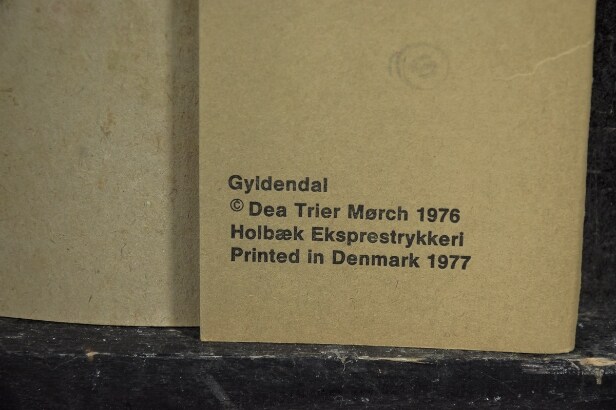 Gyldendal
© Dea Trier Mørch 1976
Holbæk Eksprestrykkeri
Printed in Denmark 1977